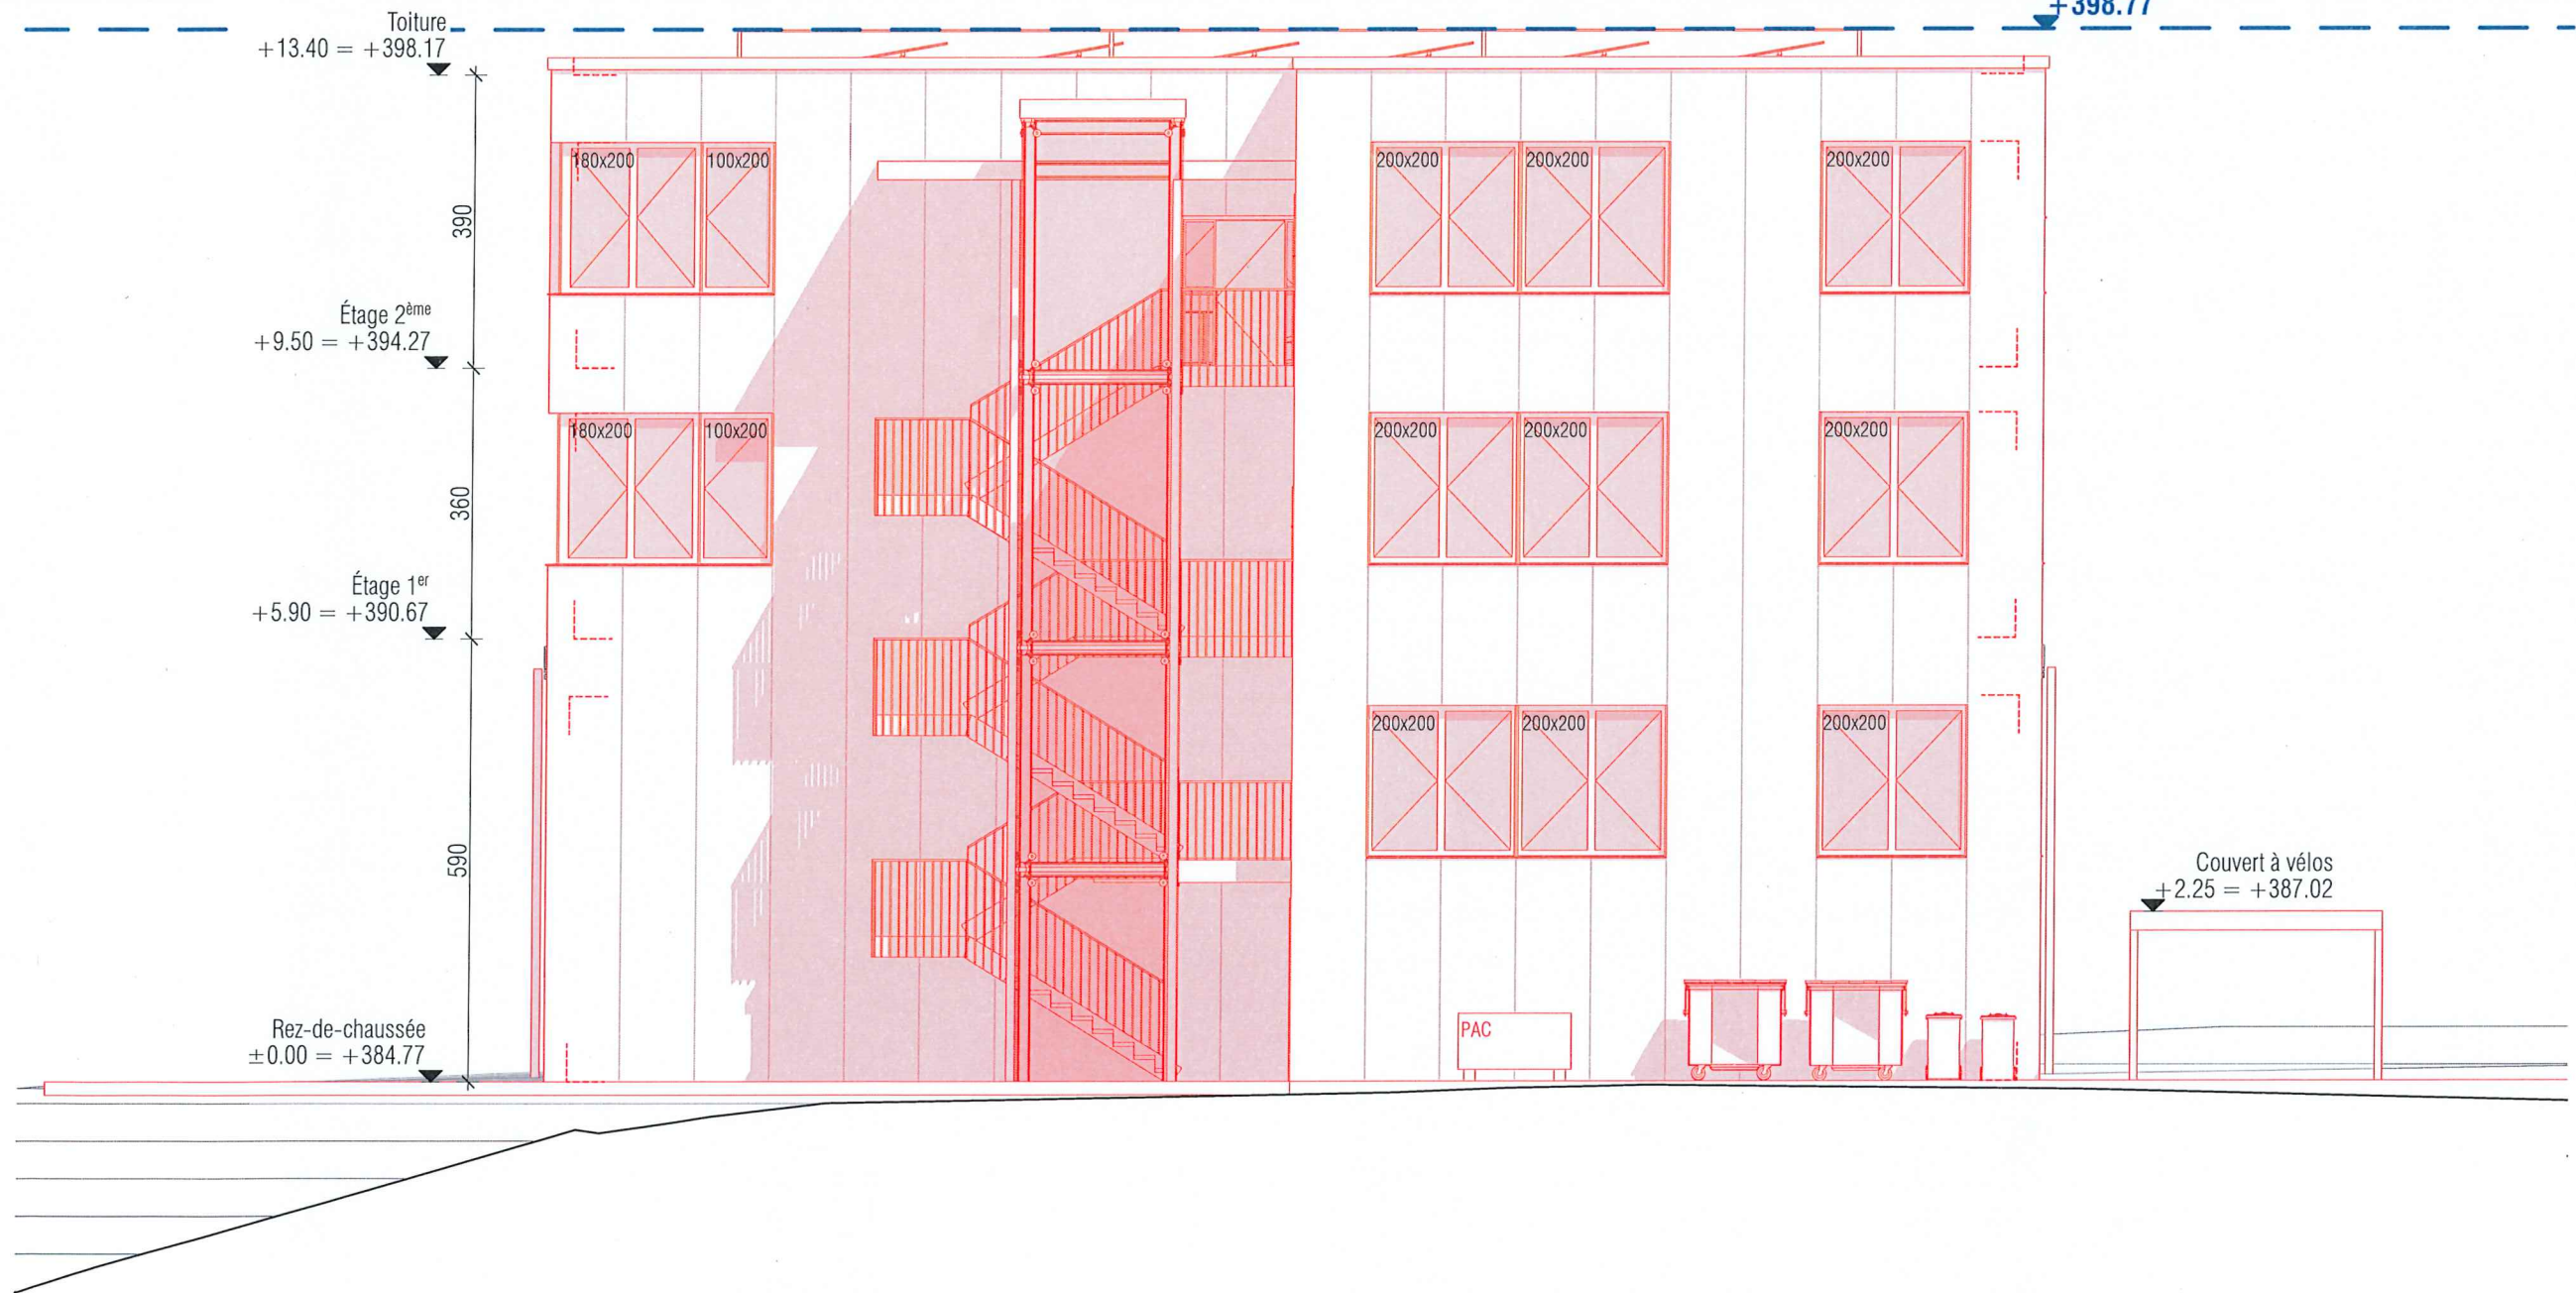 +398.77
Toiture
+13.40 = +398.17
180x200
100x200
200x200
200x200
200x200
390
Étage 2ème
+9.50 = +394.27
180x200
100x200
200x200
200x200
200x200
360
Étage 1er
+5.90 = +390.67
200x200
200x200
200x200
590
Couvert à vélos
+2.25 = +387.02
Rez-de-chaussée
±0.00 = +384.77
PAC